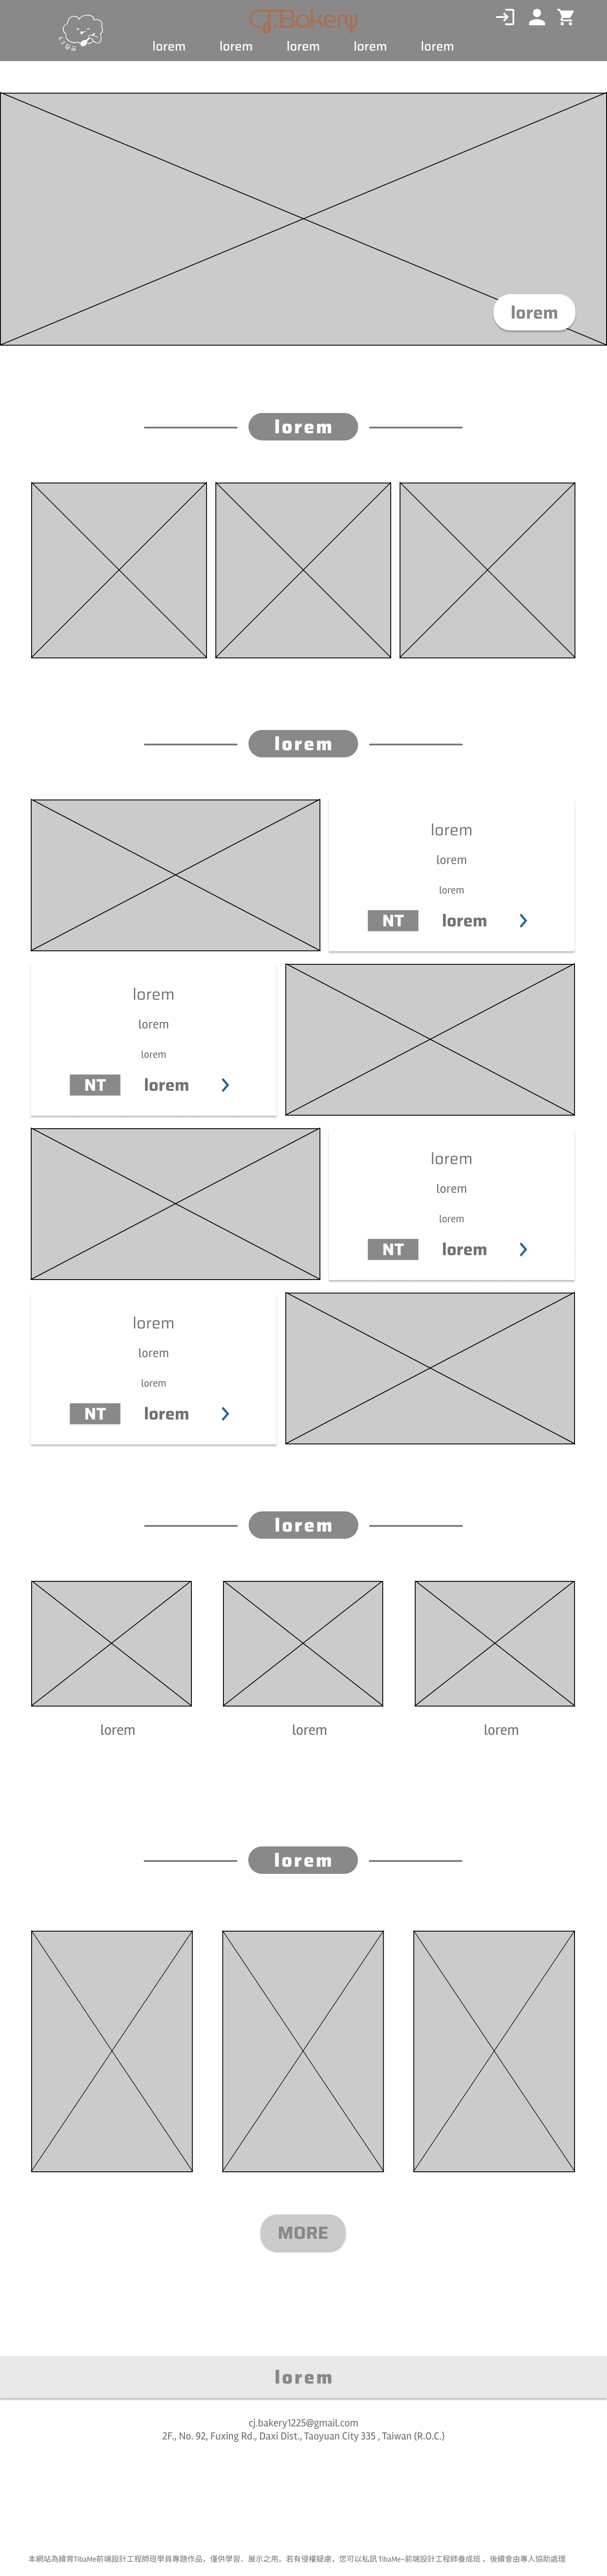 CJ.Bakery
lorem lorem lorem lorem lorem
lorem
lorem
lorem
lorem
lorem
lorem
NT lorem
lorem
lorem
lorem
NT lorem
lorem
lorem
lorem
NT lorem
lorem
lorem
lorem
NT lorem
lorem
lorem lorem lorem
lorem
MORE
lorem
cj.bakery1225@gmail.com
2F., No. 92, Fuxing Rd., Daxi Dist., Taoyuan City 335 , Taiwan (R.O.C.)
本網站為緯育TibaMe前端設計工程師班學員專題作品，僅供學習、展示之用。若有侵權疑慮，您可以私訊 TibaMe-前端設計工程師養成班 ，後續會由專人協助處理